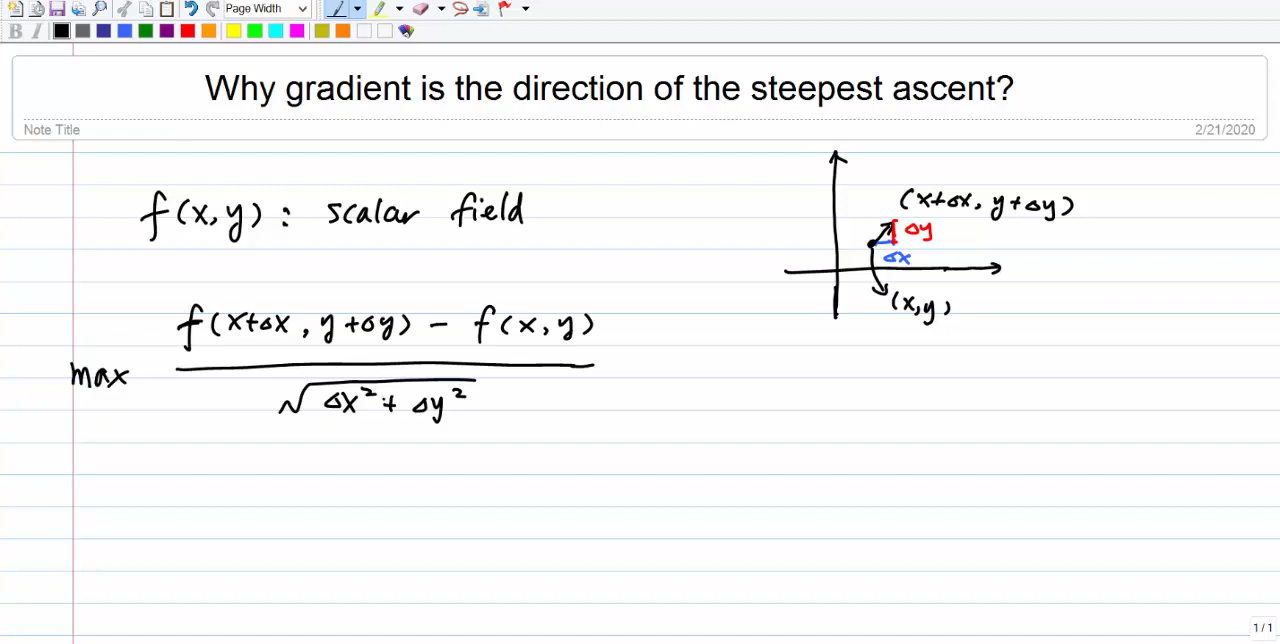 Page Width
B I
Why gradient is the direction of the steepest ascent?
Note Title
2/21/2020
f(x,y): scalar field
(x+Δx, y+Δy)
Δy
Δx
(x,y)
f(x+Δx, y+Δy) - f(x,y)
max
√Δx²+Δy²
1 / 1